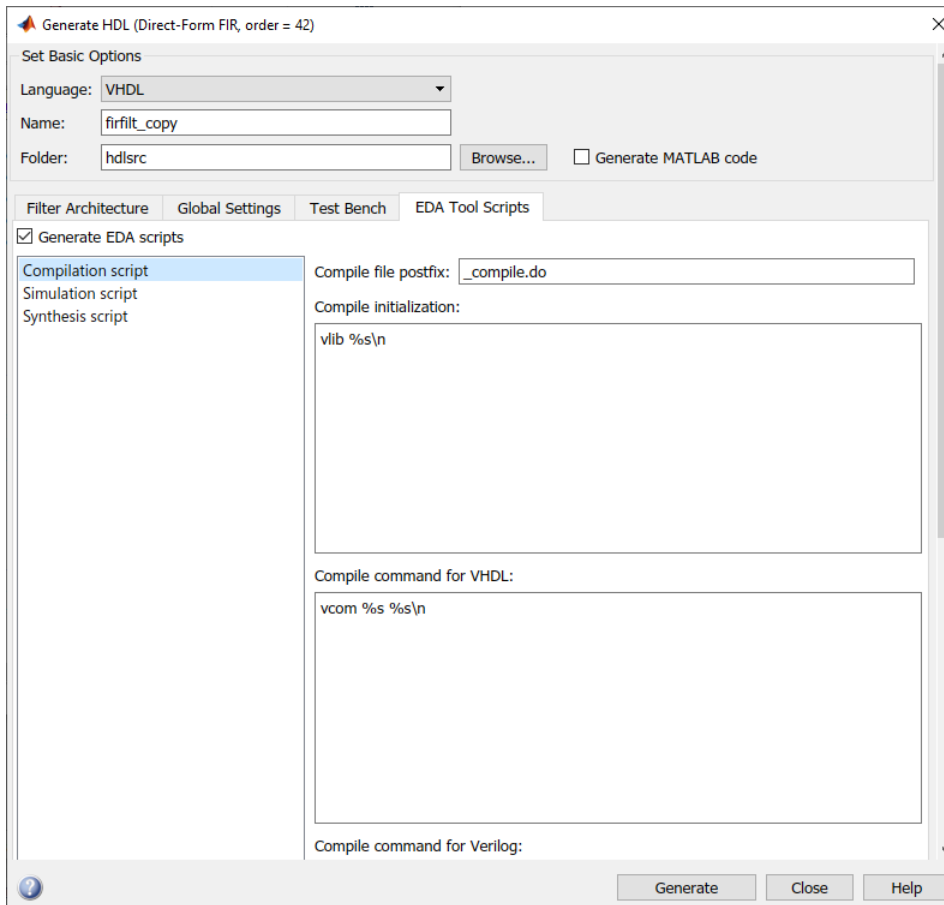 Generate HDL (Direct-Form FIR, order = 42)
Set Basic Options
Language: VHDL
Name: firfilt_copy
Folder: hdlsrc Browse... Generate MATLAB code
Filter Architecture Global Settings Test Bench EDA Tool Scripts
Generate EDA scripts
Compilation script
Simulation script
Synthesis script
Compile file postfix: _compile.do
Compile initialization:
vlib %s\n
Compile command for VHDL:
vcom %s %s\n
Compile command for Verilog:
? Generate Close Help